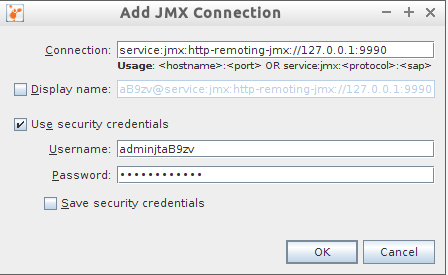 Add JMX Connection
Connection: service:jmx:http-remoting-jmx://127.0.0.1:9990
Usage: <hostname>:<port> OR service:jmx:<protocol>:<sap>
Display name: aB9zv@service:jmx:http-remoting-jmx://127.0.0.1:9990
Use security credentials
Username: adminjtaB9zv
Password: ••••••••••••
Save security credentials
OK Cancel